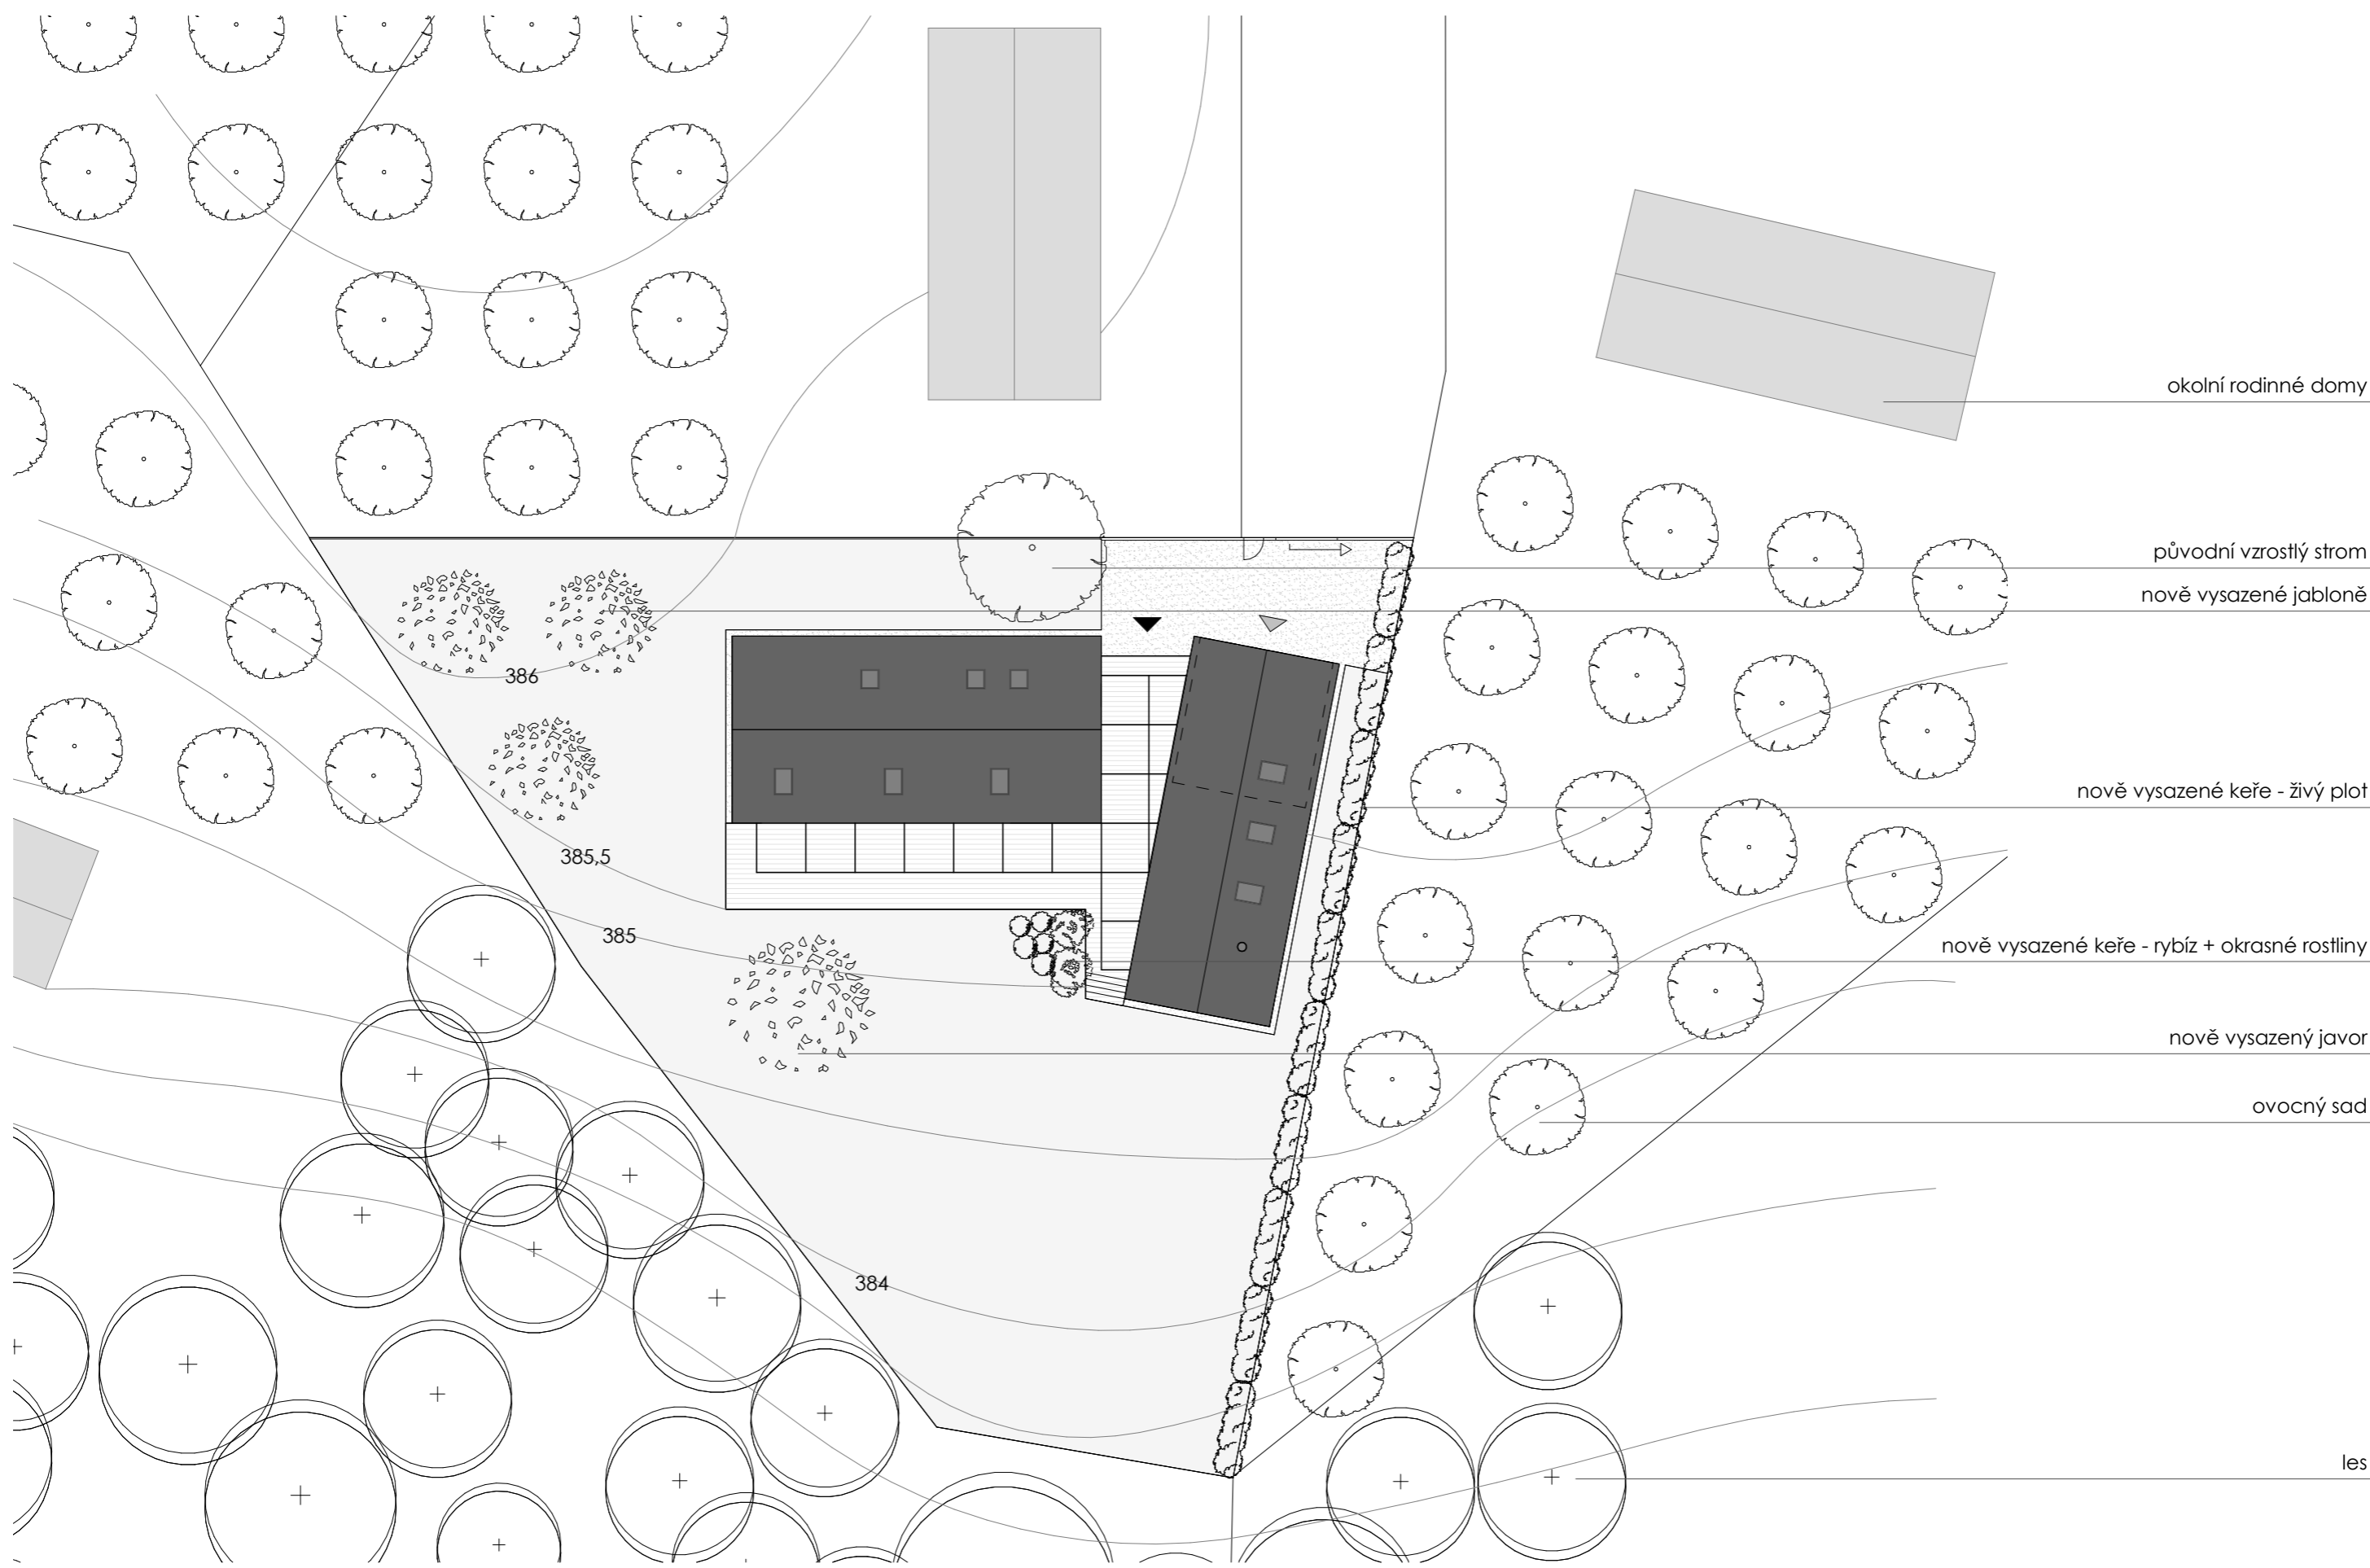 okolní rodinné domy
původní vzrostlý strom
nově vysazené jabloně
386
nově vysazené keře - živý plot
385,5
385
nově vysazené keře - rybíz + okrasné rostliny
nově vysazený javor
ovocný sad
384
les